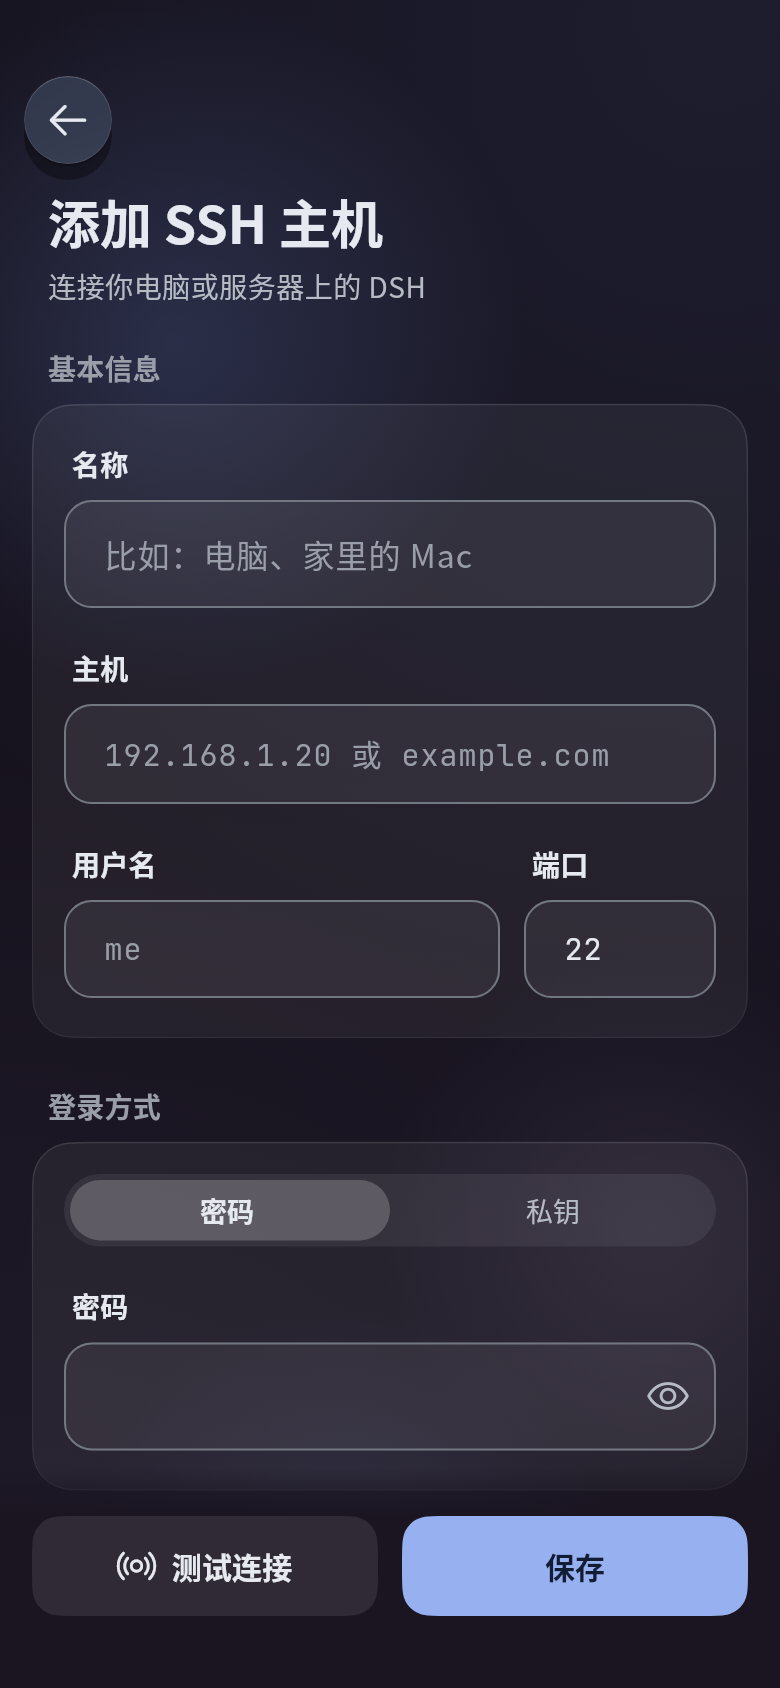 添加 SSH 主机
连接你电脑或服务器上的 DSH
基本信息
名称
比如：电脑、家里的 Mac
主机
192.168.1.20 或 example.com
用户名 端口
me 22
登录方式
密码 私钥
密码
测试连接 保存